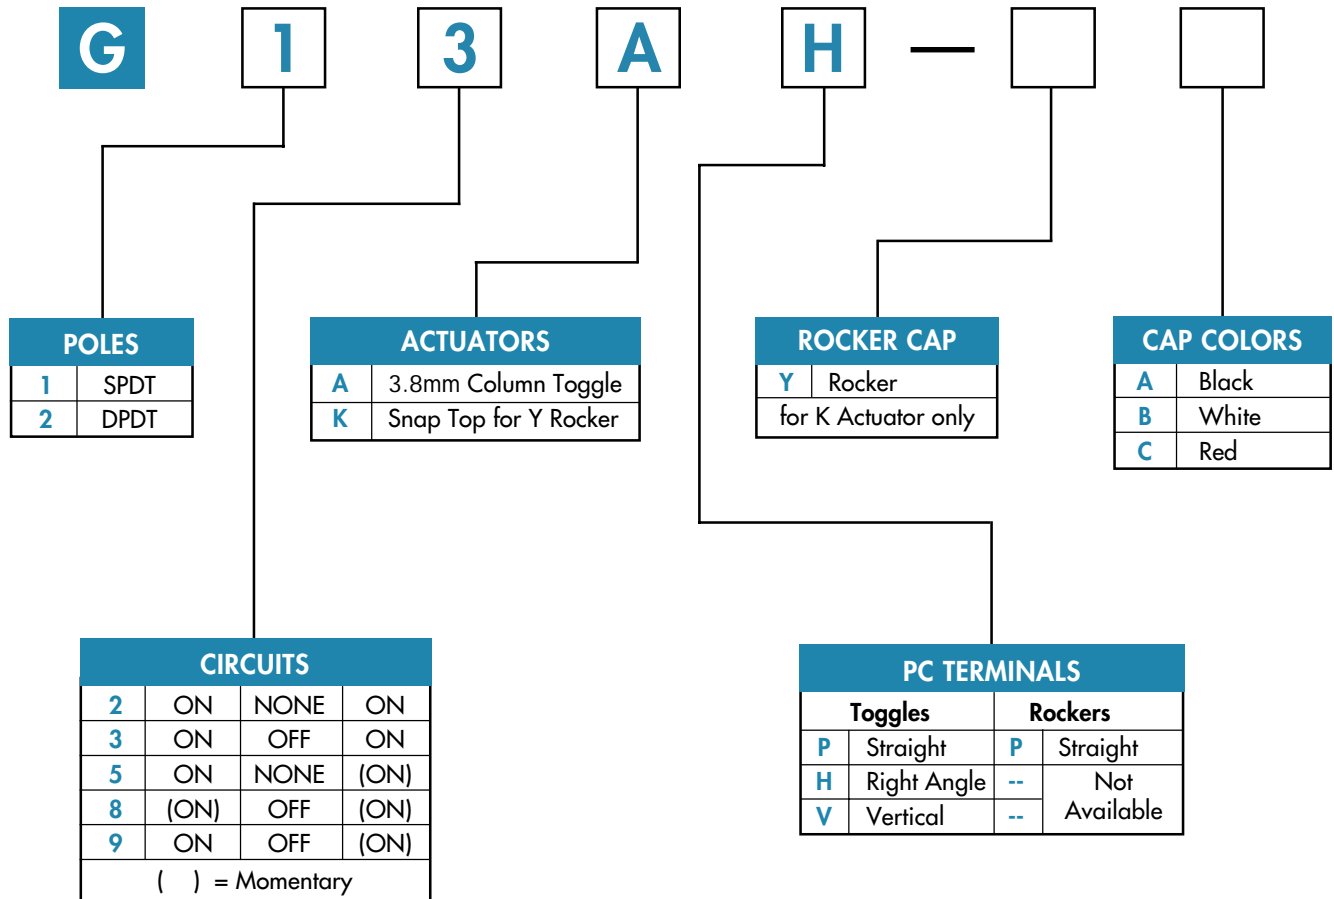 G 1 3 A H —
POLES
1 SPDT
2 DPDT
ACTUATORS
A 3.8mm Column Toggle
K Snap Top for Y Rocker
ROCKER CAP
Y Rocker
for K Actuator only
CAP COLORS
A Black
B White
C Red
CIRCUITS
2 ON NONE ON
3 ON OFF ON
5 ON NONE (ON)
8 (ON) OFF (ON)
9 ON OFF (ON)
( ) = Momentary
PC TERMINALS
Toggles Rockers
P Straight P Straight
H Right Angle -- Not
V Vertical -- Available